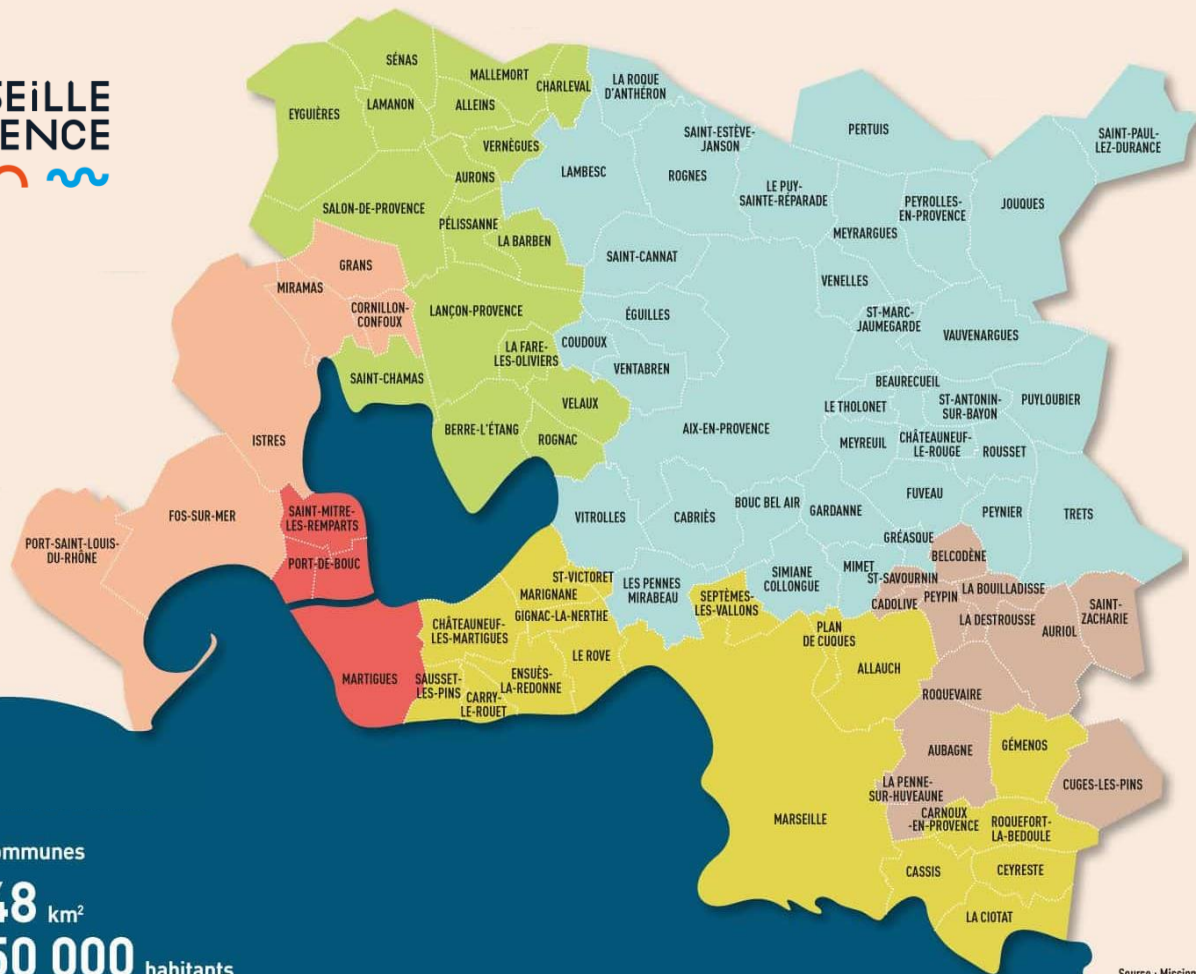 SEiLLE
ENCE
SÉNAS
MALLEMORT
CHARLEVAL
LA ROQUE
D'ANTHÉRON
EYGUIÈRES
LAMANON
ALLEINS
VERNÈGUES
SAINT-ESTÈVE-
JANSON
PERTUIS
SAINT-PAUL-
LEZ-DURANCE
AURONS
LAMBESC
ROGNES
LE PUY-
SAINTE-RÉPARADE
PEYROLLES-
EN-PROVENCE
JOUQUES
SALON-DE-PROVENCE
PÉLISSANNE
LA BARBEN
MEYRARGUES
SAINT-CANNAT
GRANS
MIRAMAS
CORNILLON-
CONFOUX
LANÇON-PROVENCE
VENELLES
ÉGUILLES
ST-MARC-
JAUMEGARDE
VAUVENARGUES
LA FARE-
LES-OLIVIERS
COUDOUX
VENTABREN
SAINT-CHAMAS
BEAURECUEIL
VELAUX
LE THOLONET
ST-ANTONIN-
SUR-BAYON
PUYLOUBIER
ISTRES
BERRE-L'ÉTANG
ROGNAC
AIX-EN-PROVENCE
MEYREUIL
CHÂTEAUNEUF-
LE-ROUGE
ROUSSET
FOS-SUR-MER
SAINT-MITRE-
LES-REMPARTS
VITROLLES
CABRIÈS
BOUC BEL AIR
GARDANNE
FUVEAU
PEYNIER
TRETS
PORT-SAINT-LOUIS-
DU-RHÔNE
PORT-DE-BOUC
GRÉASQUE
BELCODÈNE
ST-VICTORET
LES PENNES
MIRABEAU
SIMIANE
COLLONGUE
MIMET
ST-SAVOURNIN
MARIGNANE
SEPTÈMES-
LES-VALLONS
CADOLIVE
PEYPIN
LA BOUILLADISSE
SAINT-
ZACHARIE
CHÂTEAUNEUF-
LES-MARTIGUES
GIGNAC-LA-NERTHE
PLAN
DE CUQUES
LA DESTROUSSE
AURIOL
LE ROVE
ALLAUCH
MARTIGUES
SAUSSET-
LES-PINS
ENSUÈS-
LA-REDONNE
CARRY-
LE-ROUET
ROQUEVAIRE
AUBAGNE
GÉMENOS
CUGES-LES-PINS
LA PENNE-
SUR-HUVEAUNE
MARSEILLE
CARNOUX
-EN-PROVENCE
ROQUEFORT-
LA-BEDOULE
CASSIS
CEYRESTE
LA CIOTAT
ommunes
48 km²
50 000 habitants
Source : Mission